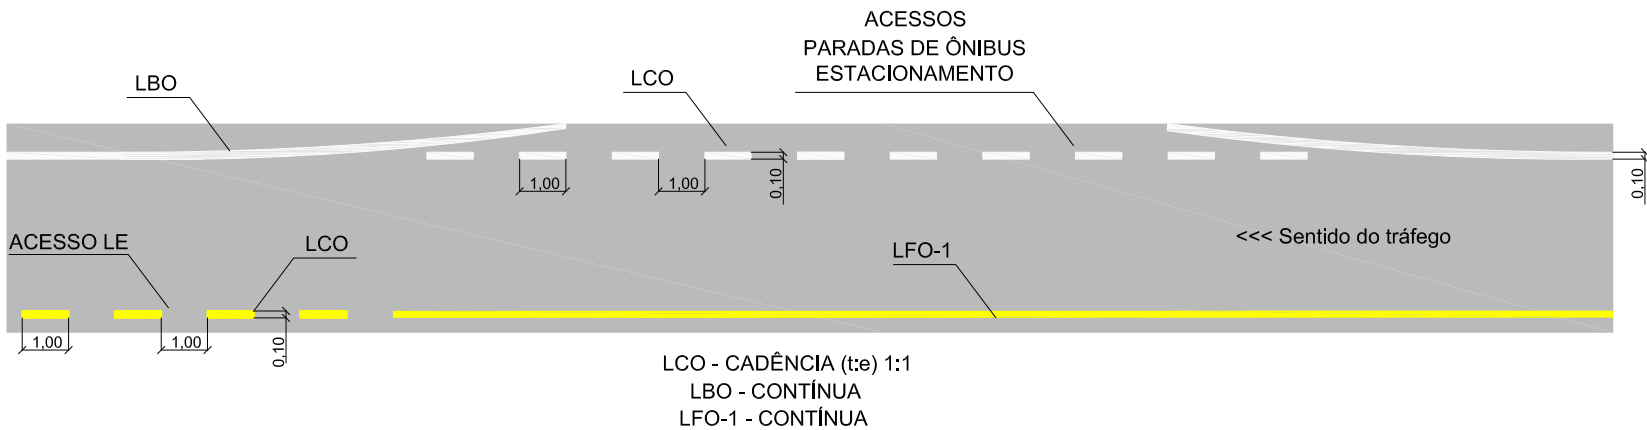 ACESSOS
PARADAS DE ÔNIBUS
ESTACIONAMENTO
LBO
LCO
1,00
1,00
0,10
0,10
<<< Sentido do tráfego
ACESSO LE
LCO
LFO-1
1,00
1,00
0,10
LCO - CADÊNCIA (t:e) 1:1
LBO - CONTÍNUA
LFO-1 - CONTÍNUA